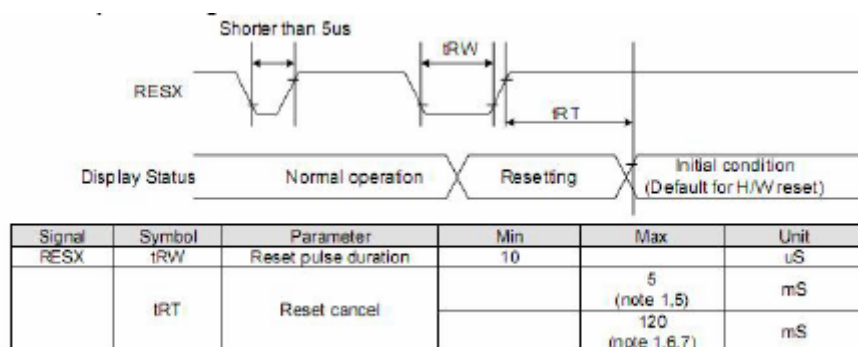 Shorter than 5us
tRW
RESX
tRT
Display Status
Normal operation
Resetting
Initial condition
(Default for H/W reset)
Signal Symbol Parameter Min Max Unit
RESX tRW Reset pulse duration 10 uS
tRT Reset cancel 5 (note 1,5) mS
120 (note 1,6,7) mS